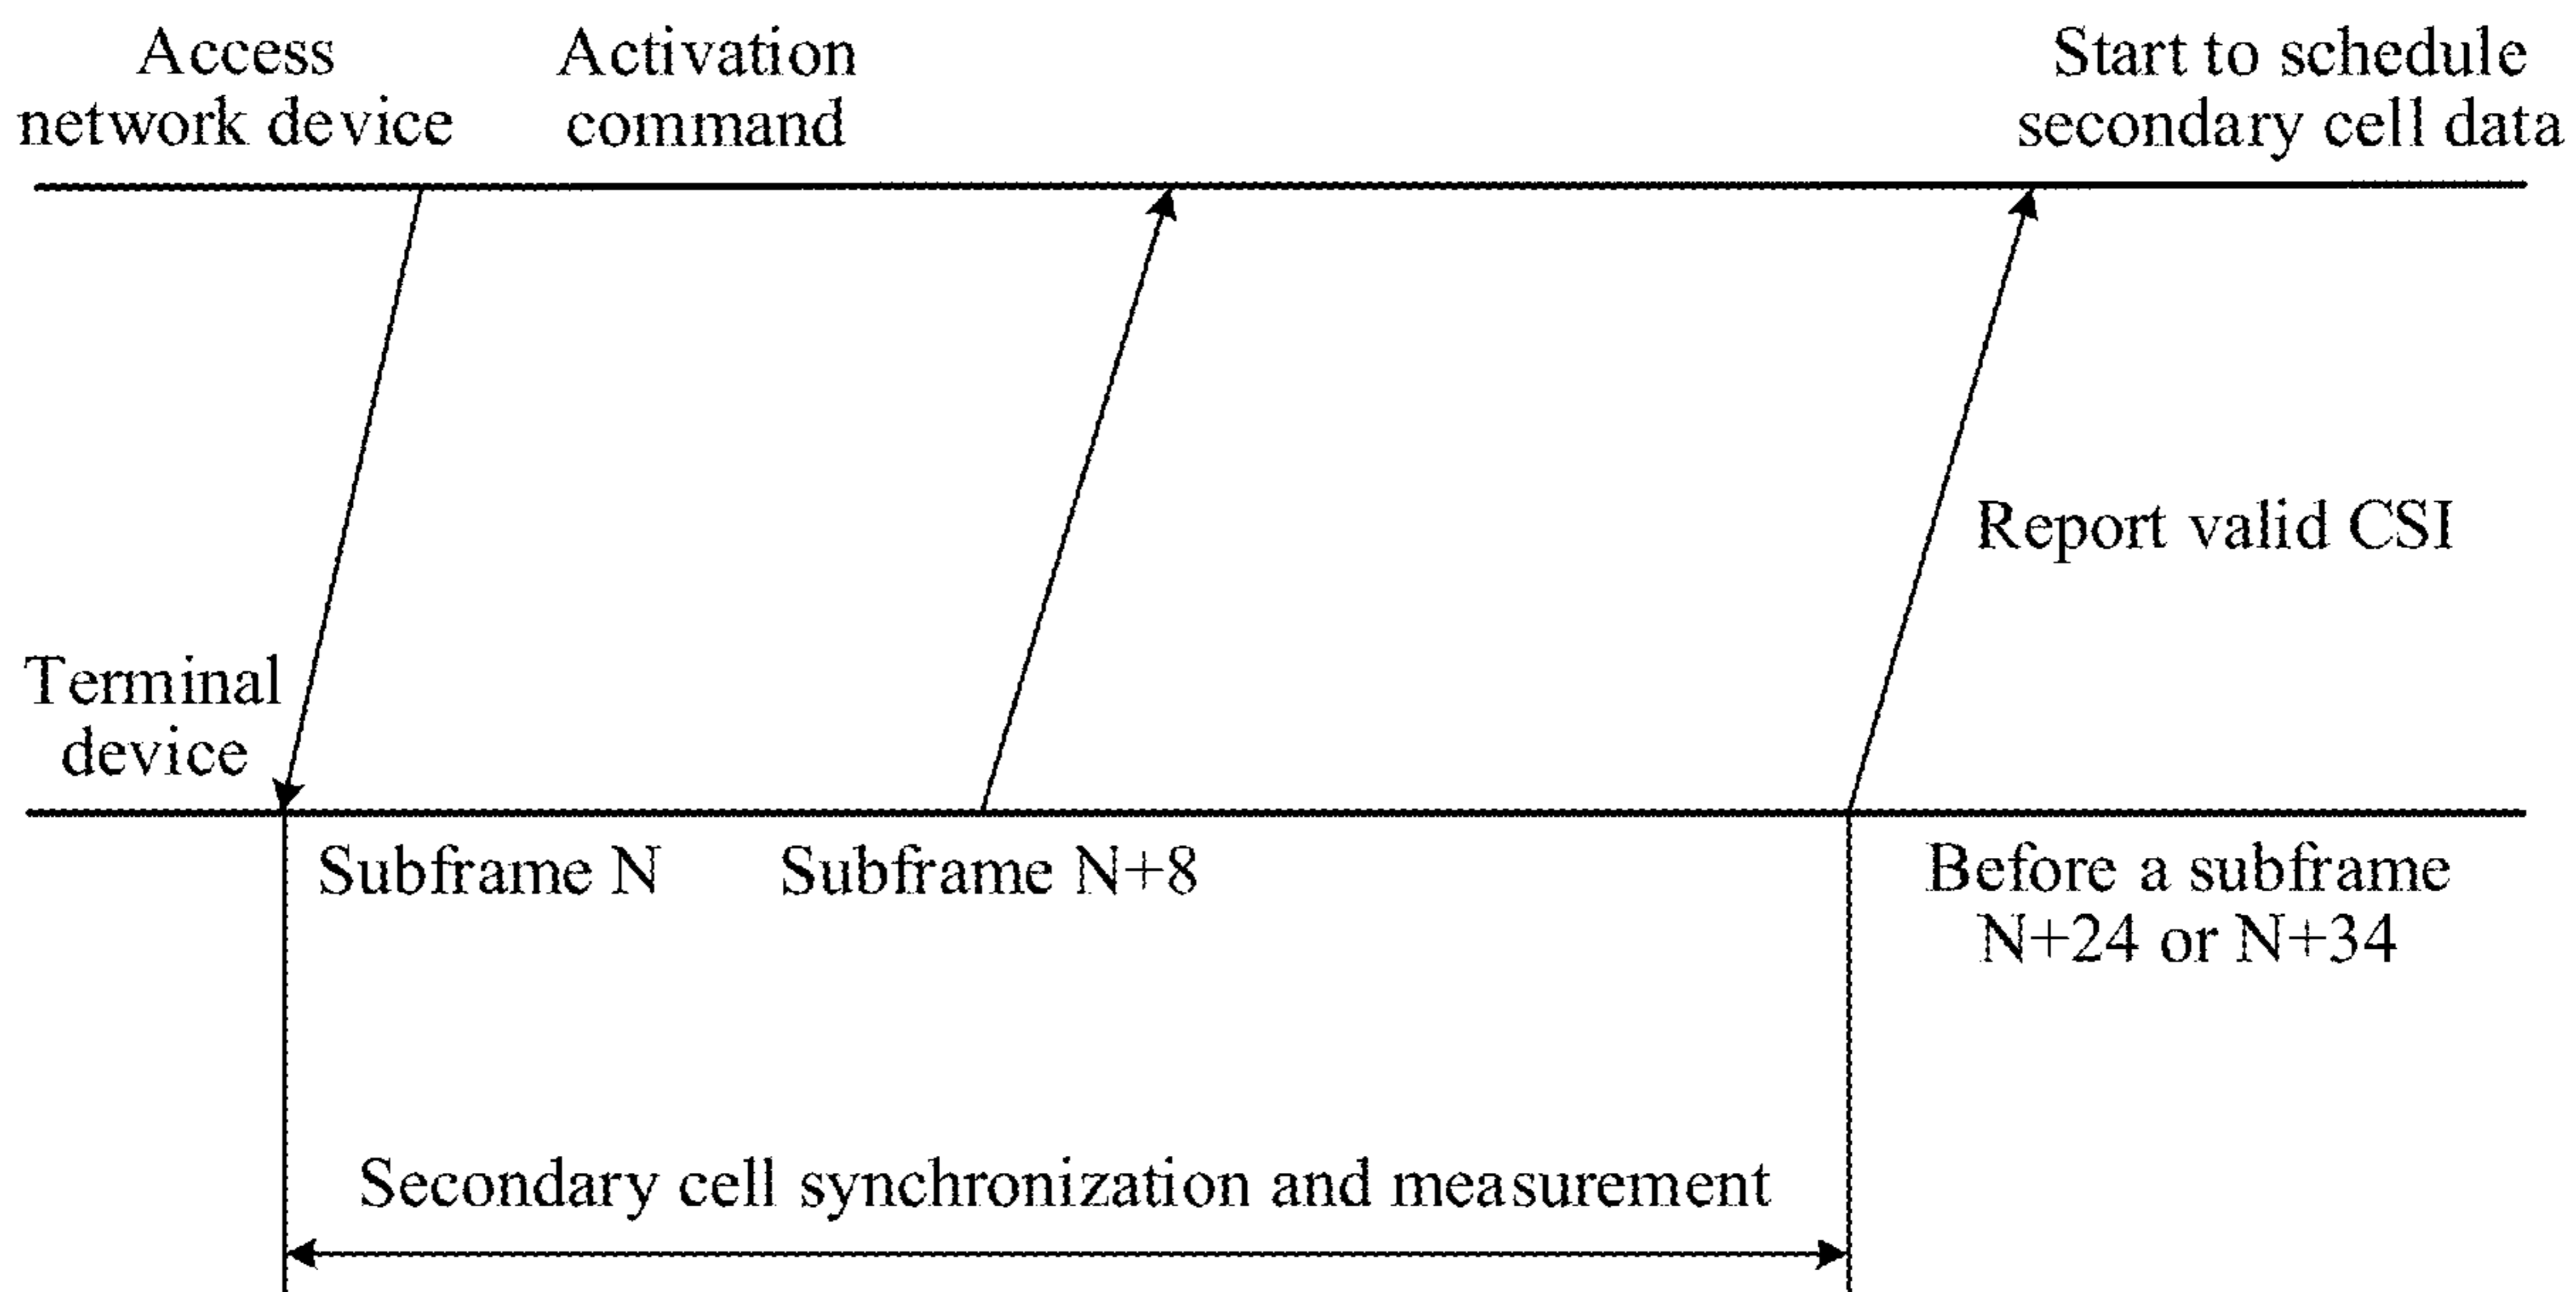 Access
network device
Activation
command
Start to schedule
secondary cell data
Report valid CSI
Terminal
device
Subframe N
Subframe N+8
Before a subframe
N+24 or N+34
Secondary cell synchronization and measurement